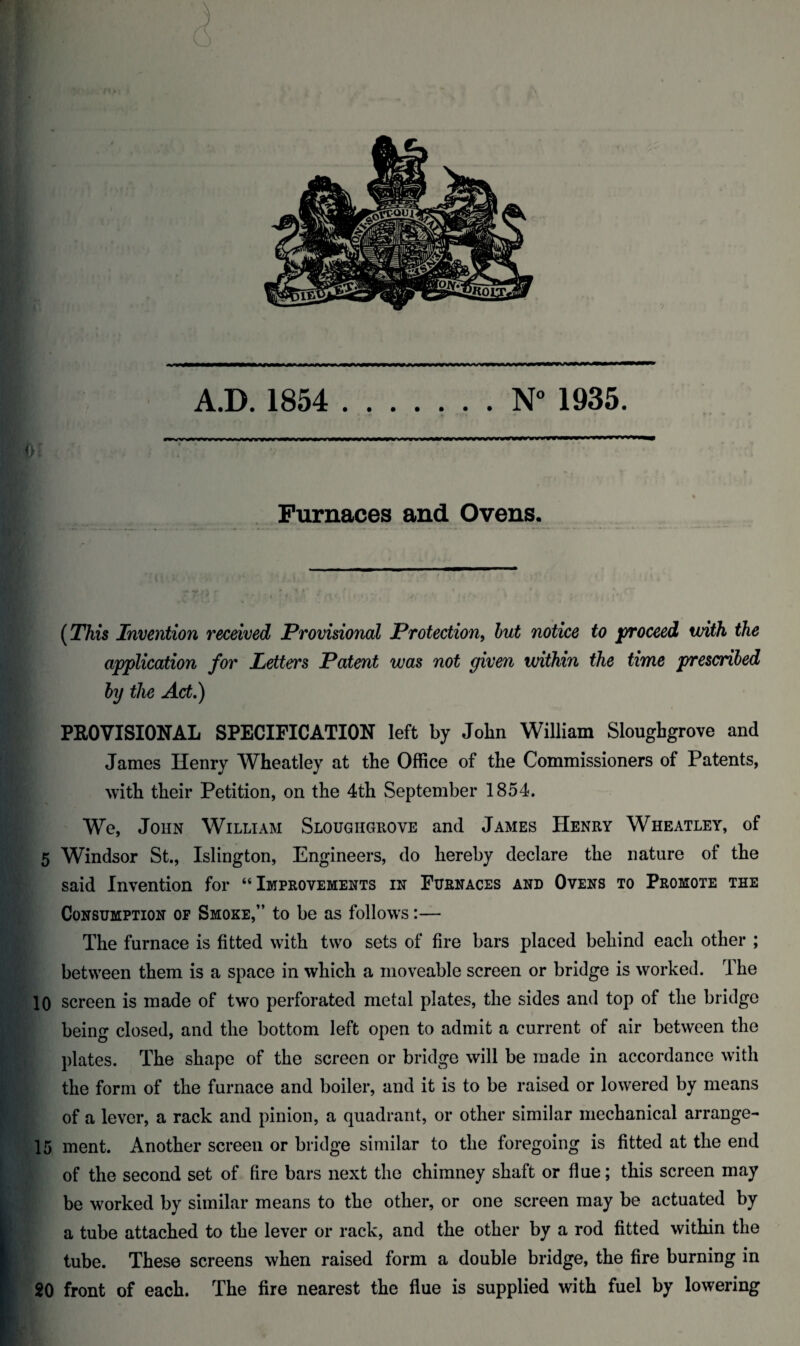 A.D. 1854 . . . . . . . N° 1935.
Furnaces and Ovens.
(This Invention received Provisional Protection, but notice to proceed with the
application for Letters Patent was not given within the time prescribed
by the Act.)
PROVISIONAL SPECIFICATION left by John William Sloughgrove and
James Henry Wheatley at the Office of the Commissioners of Patents,
with their Petition, on the 4th September 1854.
We, John William Sloughgrove and James Henry Wheatley, of
5 Windsor St., Islington, Engineers, do hereby declare the nature of the
said Invention for “Improvements in Furnaces and Ovens to Promote the
Consumption of Smoke,” to be as follows:—
The furnace is fitted with two sets of fire bars placed behind each other ;
between them is a space in which a moveable screen or bridge is worked. The
10 screen is made of two perforated metal plates, the sides and top of the bridge
being closed, and the bottom left open to admit a current of air between the
plates. The shape of the screen or bridge will be made in accordance with
the form of the furnace and boiler, and it is to be raised or lowered by means
of a lever, a rack and pinion, a quadrant, or other similar mechanical arrange-
15 ment. Another screen or bridge similar to the foregoing is fitted at the end
of the second set of fire bars next the chimney shaft or flue; this screen may
be worked by similar means to the other, or one screen may be actuated by
a tube attached to the lever or rack, and the other by a rod fitted within the
tube. These screens when raised form a double bridge, the fire burning in
20 front of each. The fire nearest the flue is supplied with fuel by lowering